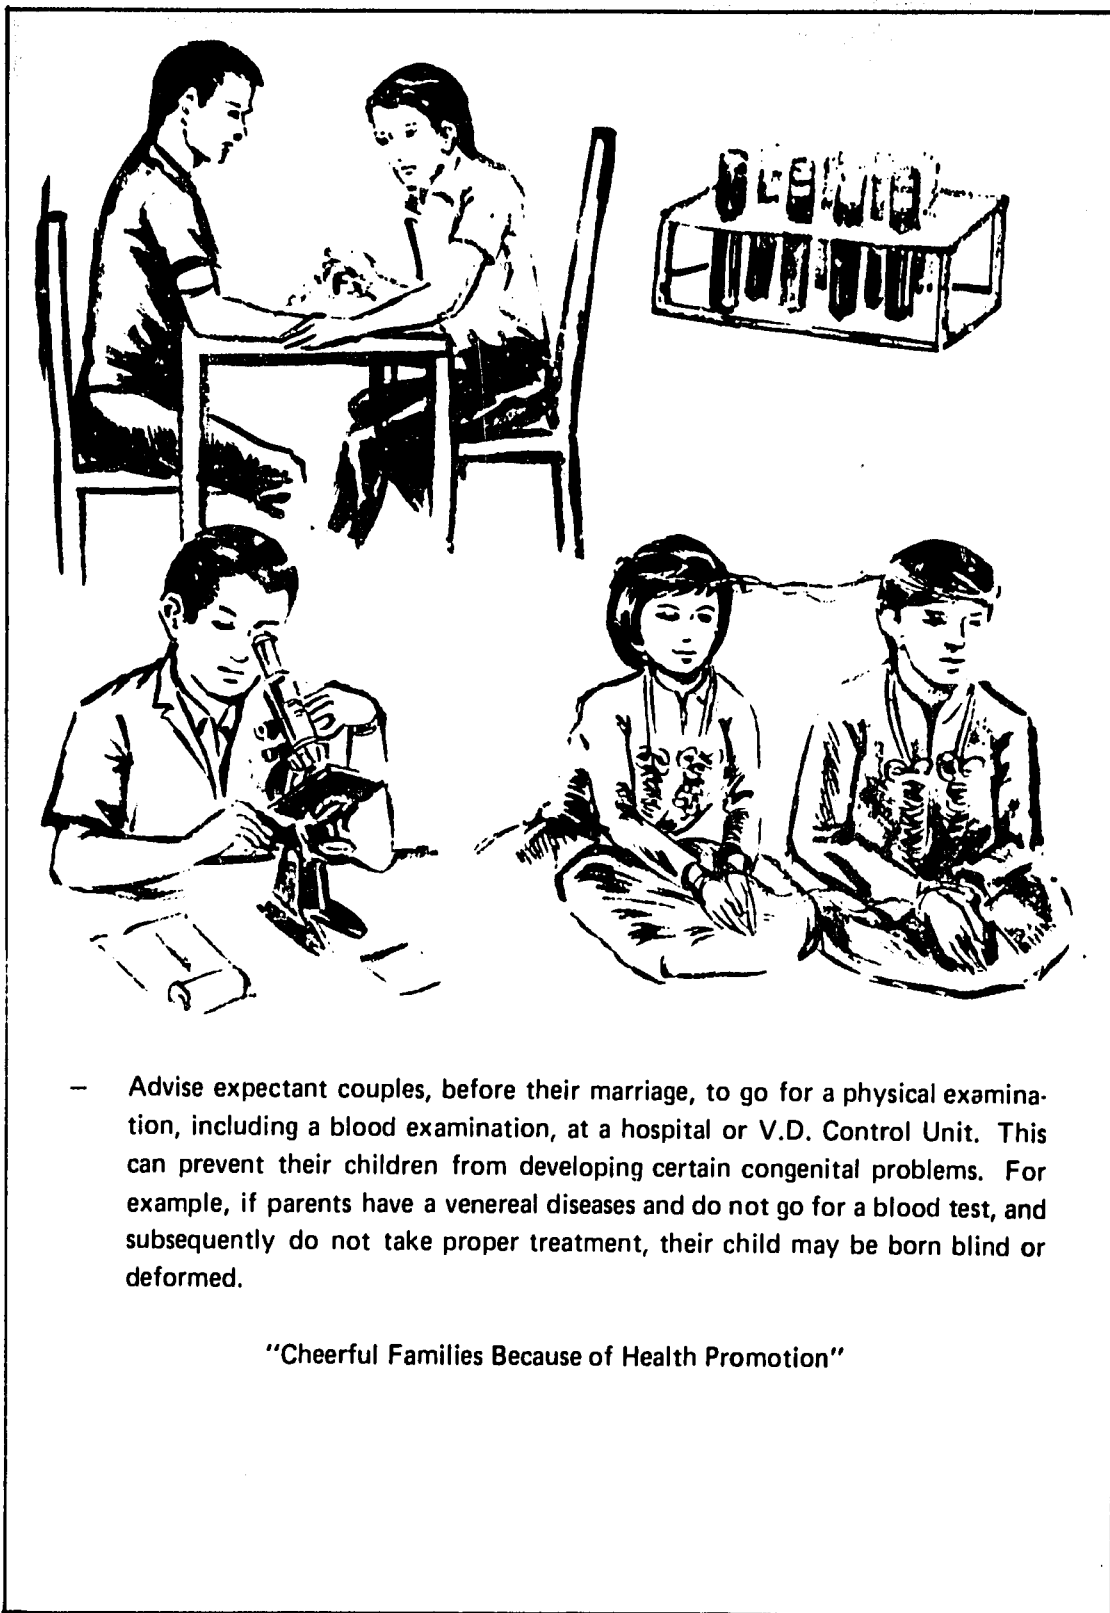 – Advise expectant couples, before their marriage, to go for a physical examina-
tion, including a blood examination, at a hospital or V.D. Control Unit. This
can prevent their children from developing certain congenital problems. For
example, if parents have a venereal diseases and do not go for a blood test, and
subsequently do not take proper treatment, their child may be born blind or
deformed.
"Cheerful Families Because of Health Promotion"